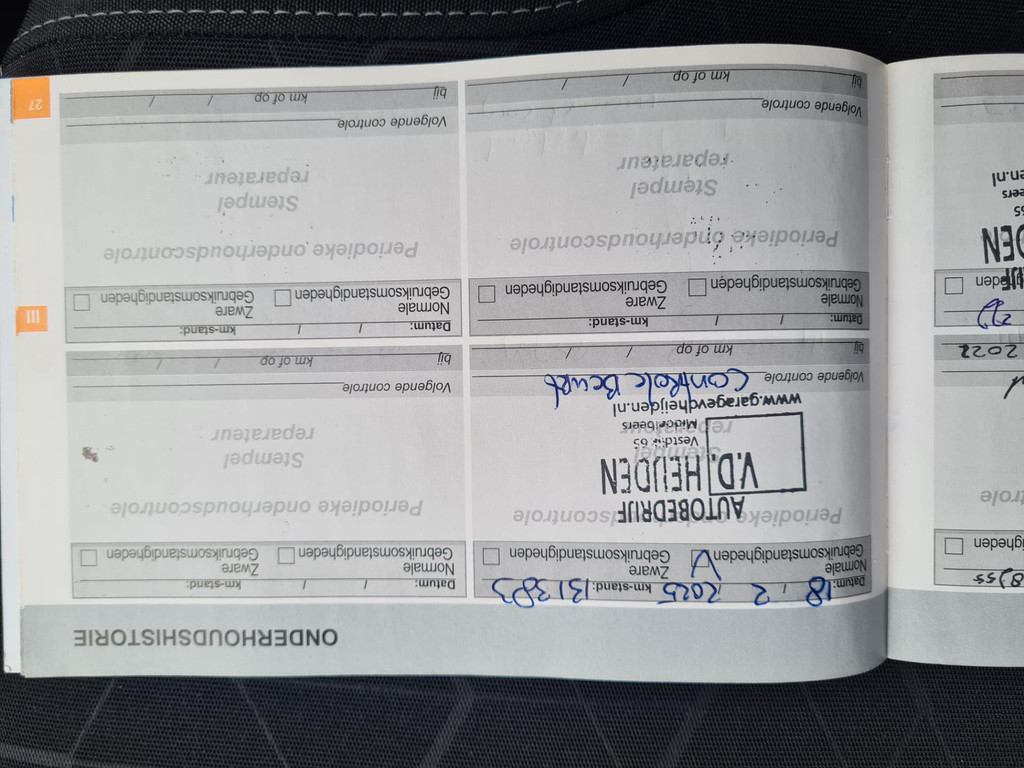 ONDERHOUDSHISTORIE
Datum: 18 / 2 / 2025 km-stand: 131383
Normale Gebruiksomstandigheden V
Zware Gebruiksomstandigheden
Periodieke onderhoudscontrole
Stempel
reparateur
AUTOBEDRIJF
V.D. HEIJDEN
Middelbeers
www.garagevdheijden.nl
Volgende controle Controle Beurt
bij km of op / /
Datum: / / km-stand:
Normale Gebruiksomstandigheden
Zware Gebruiksomstandigheden
Periodieke onderhoudscontrole
Stempel
reparateur
Volgende controle
bij km of op / /
Datum: / / km-stand:
Normale Gebruiksomstandigheden
Zware Gebruiksomstandigheden
Periodieke onderhoudscontrole
Stempel
reparateur
Volgende controle
bij km of op / /
Datum: / / km-stand:
Normale Gebruiksomstandigheden
Zware Gebruiksomstandigheden
Periodieke onderhoudscontrole
Stempel
reparateur
Volgende controle
bij km of op / /
III
27
2022